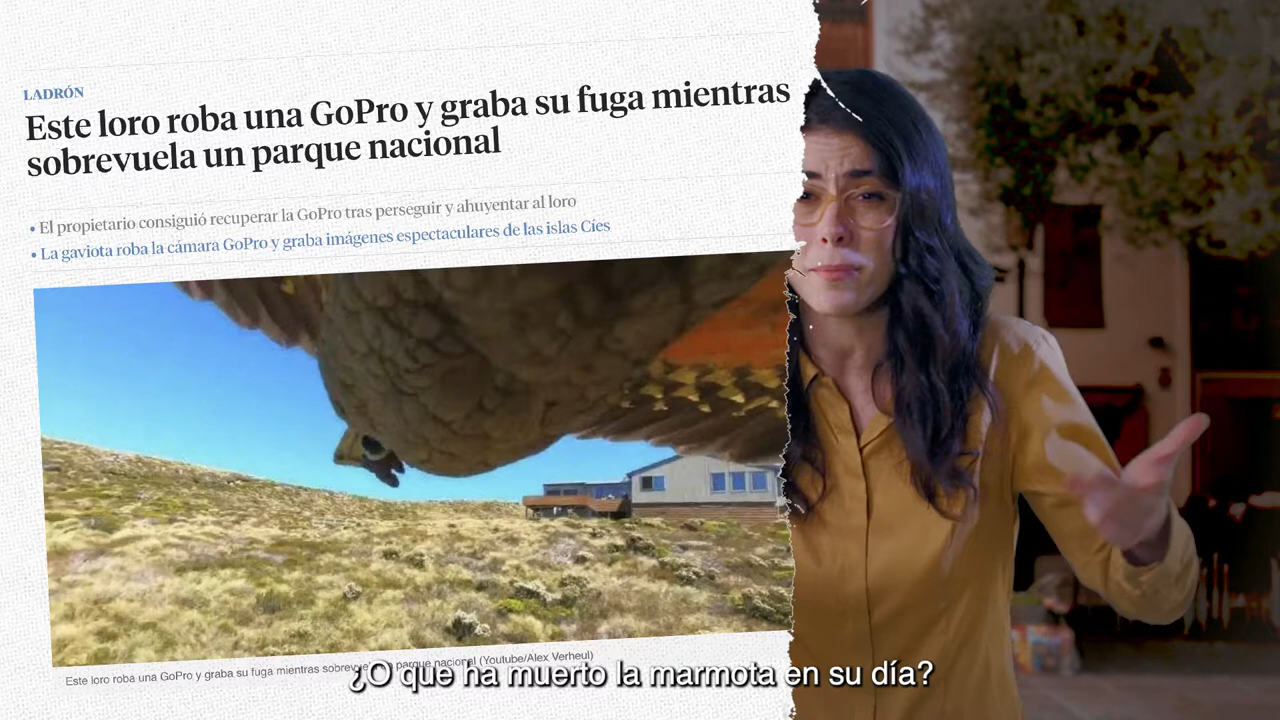 LADRÓN
Este loro roba una GoPro y graba su fuga mientras
sobrevuela un parque nacional
• El propietario consiguió recuperar la GoPro tras perseguir y ahuyentar al loro
• La gaviota roba la cámara GoPro y graba imágenes espectaculares de las islas Cíes
Este loro roba una GoPro y graba su fuga mientras parque nacional (Youtube/Alex Verheul)
¿O que ha muerto la marmota en su día?